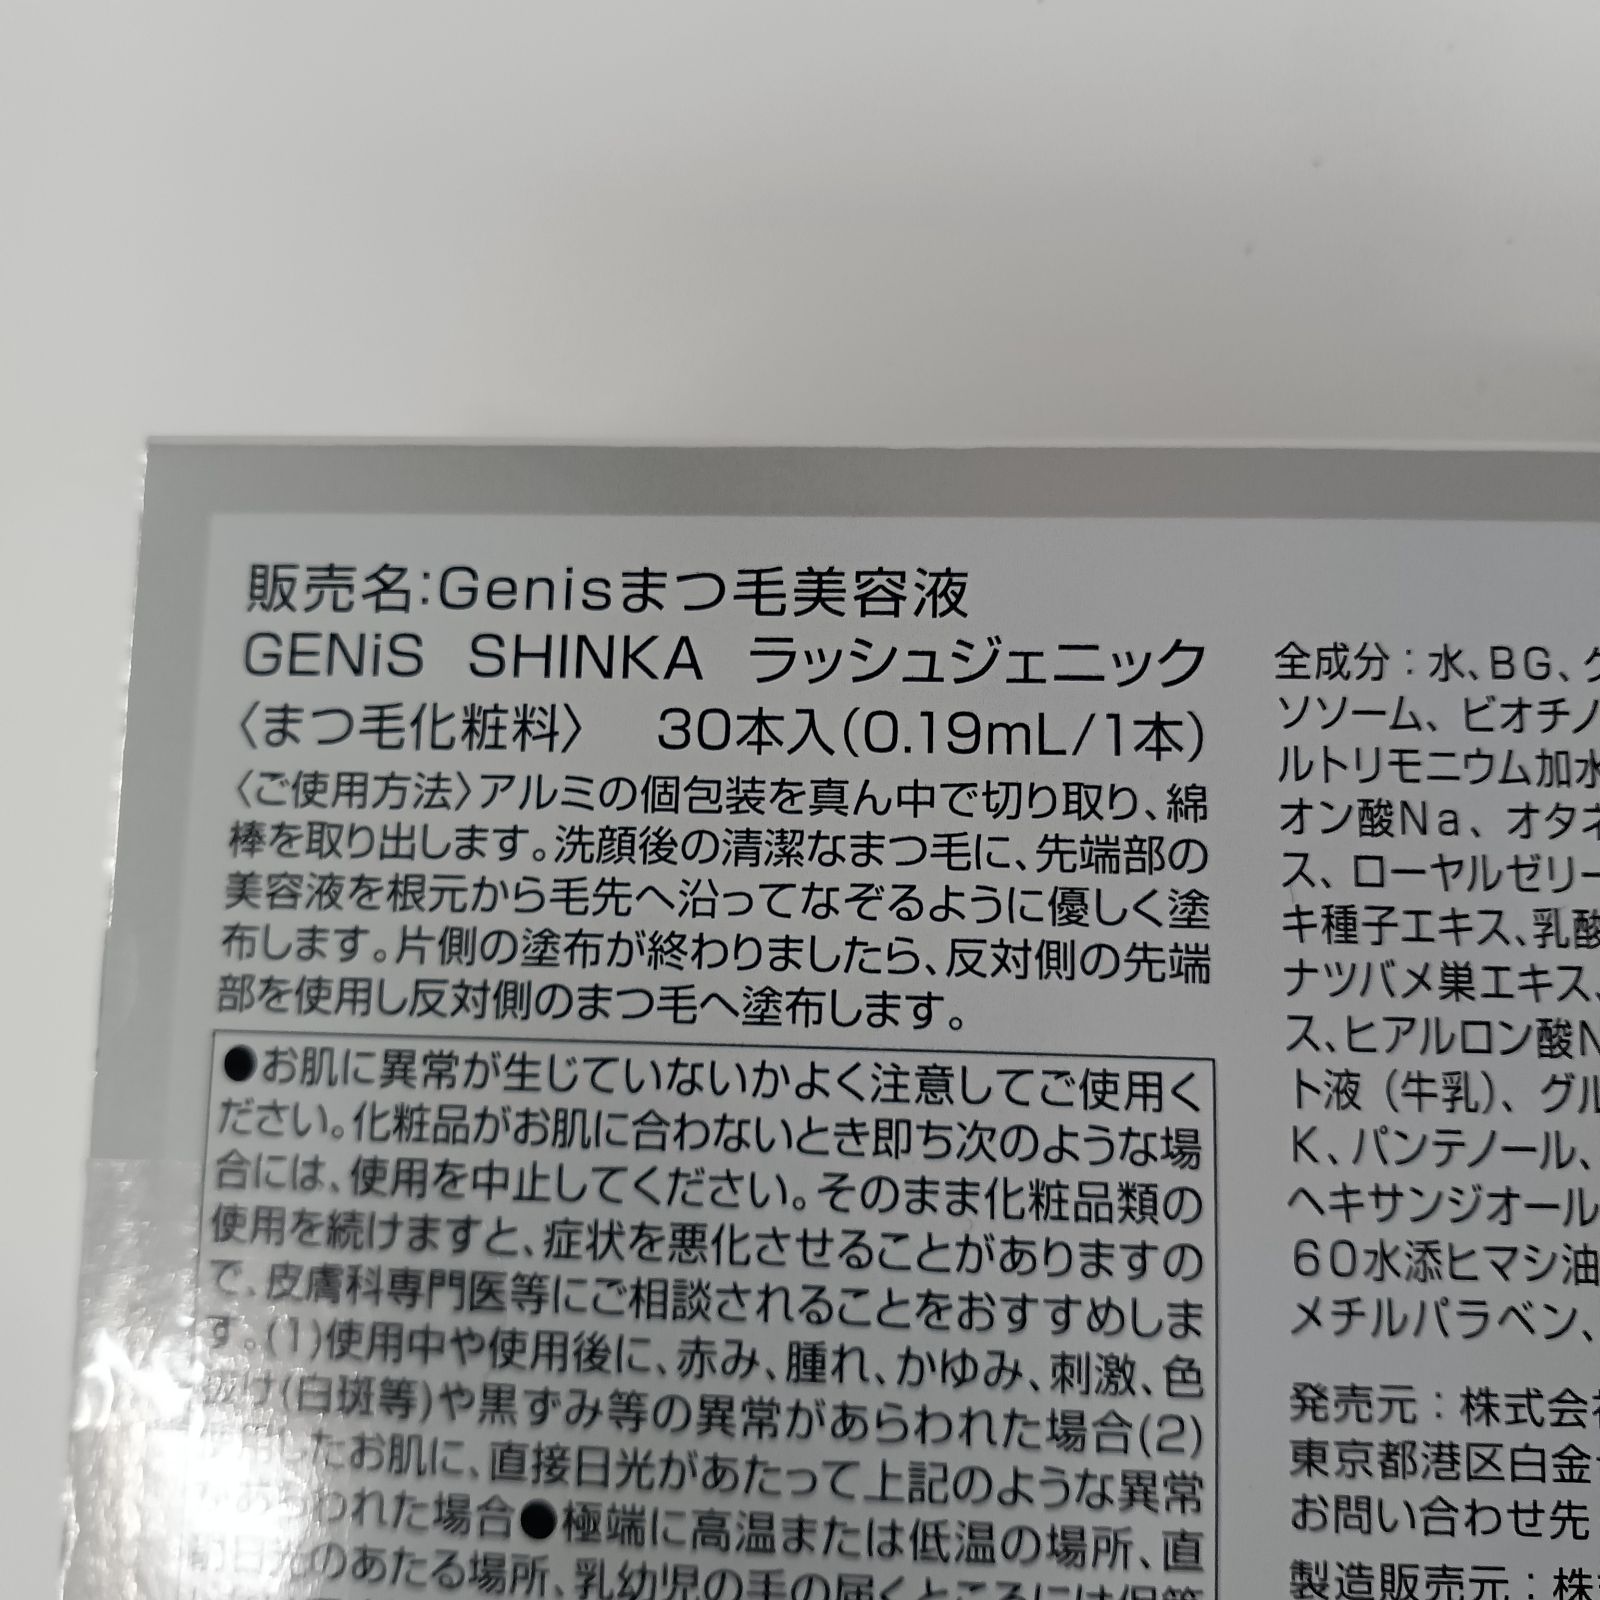 販売名:Genisまつ毛美容液
GENiS SHINKA ラッシュジェニック
〈まつ毛化粧料〉 30本入(0.19mL/1本)
〈ご使用方法〉アルミの個包装を真ん中で切り取り、綿
棒を取り出します。洗顔後の清潔なまつ毛に、先端部の
美容液を根元から毛先へ沿ってなぞるように優しく塗
布します。片側の塗布が終わりましたら、反対側の先端
部を使用し反対側のまつ毛へ塗布します。
●お肌に異常が生じていないかよく注意してご使用く
ださい。化粧品がお肌に合わないとき即ち次のような場
合には、使用を中止してください。そのまま化粧品類の
使用を続けますと、症状を悪化させることがありますの
で、皮膚科専門医等にご相談されることをおすすめしま
す。(1)使用中や使用後に、赤み、腫れ、かゆみ、刺激、色
抜け(白斑等)や黒ずみ等の異常があらわれた場合(2)
したお肌に、直接日光があたって上記のような異常
があらわれた場合●極端に高温または低温の場所、直
日光のあたる場所、乳幼児の手の届くところには保管
全成分：水、BG、
ソソーム、ビオチノ
ルトリモニウム加水
オン酸Na、オタネ
ス、ローヤルゼリー
キ種子エキス、乳酸
ナツバメ巣エキス、
ス、ヒアルロン酸N
ト液（牛乳）、グル
K、パンテノール、
ヘキサンジオール
60水添ヒマシ油
メチルパラベン、
発売元：株式会社
東京都港区白金
お問い合わせ先
製造販売元：株